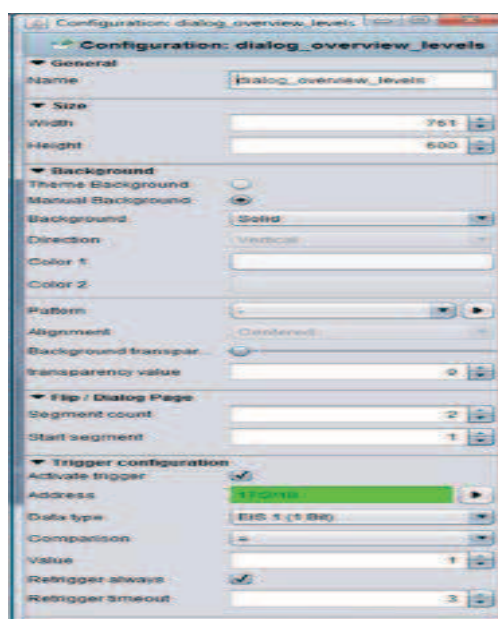 Configuration: dialog_overview_levels
Configuration: dialog_overview_levels
General
Name dialog_overview_levels
Size
Width 761
Height 600
Background
Theme Background
Manual Background
Background Solid
Direction Vertical
Color 1
Color 2
Pattern -
Alignment Centered
Background transpar...
transparency value 0
Flip / Dialog Page
Segment count 2
Start segment 1
Trigger configuration
Activate trigger
Address
Data type EIS 1 (1 Bit)
Comparison =
Value 1
Retrigger always
Retrigger timeout 3